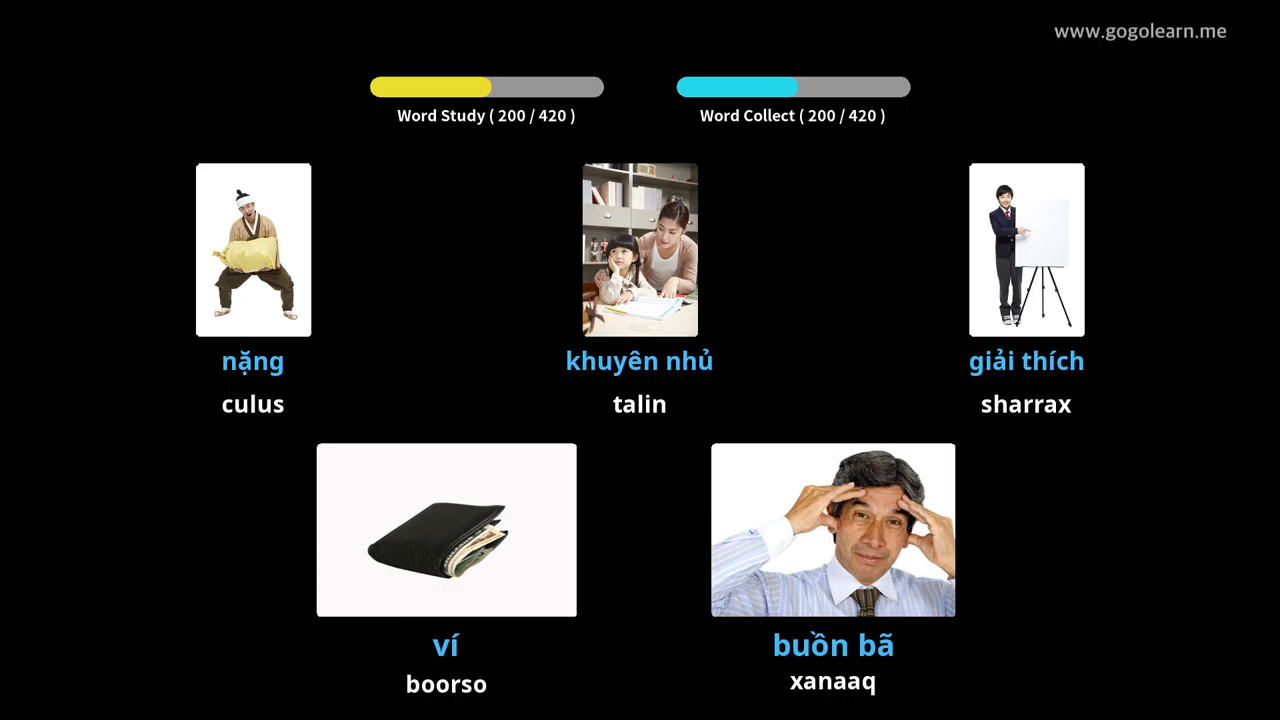 www.gogolearn.me
Word Study ( 200 / 420 )
Word Collect ( 200 / 420 )
nặng
khuyên nhủ
giải thích
culus
talin
sharrax
ví
buồn bã
boorso
xanaaq